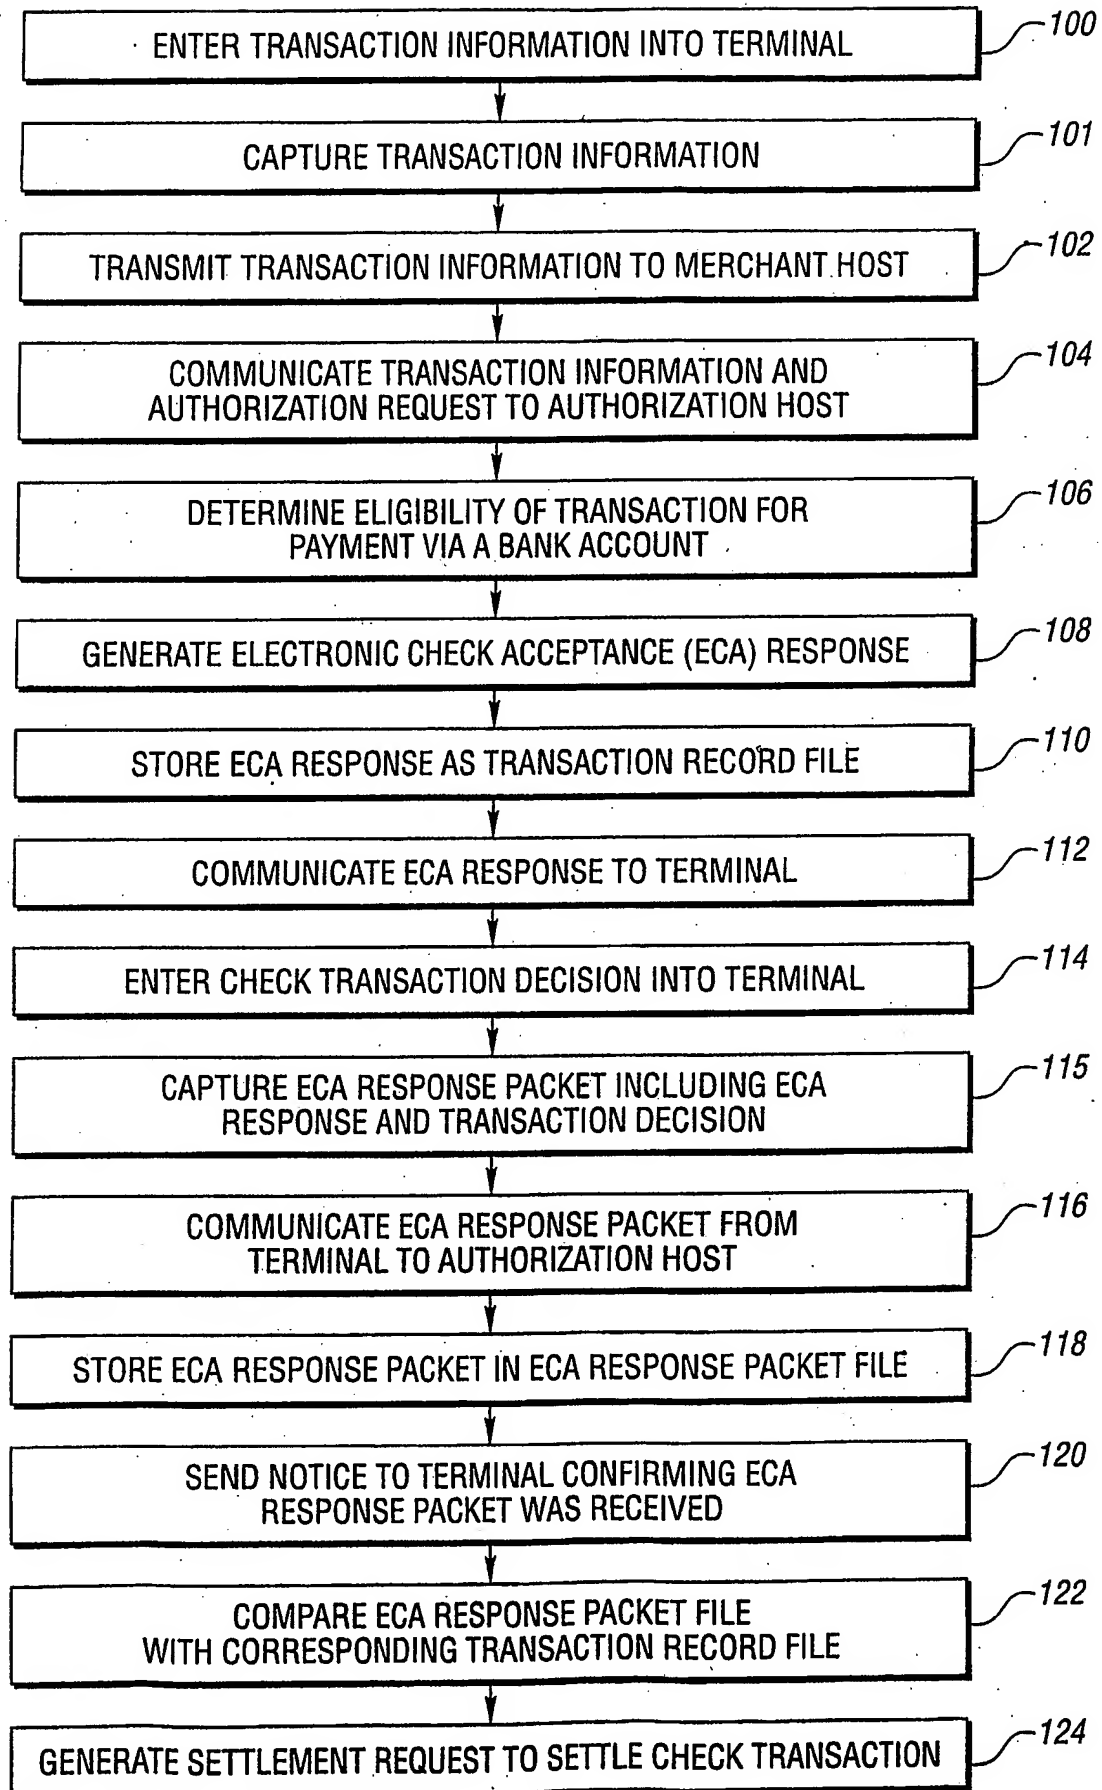 ENTER TRANSACTION INFORMATION INTO TERMINAL
100
CAPTURE TRANSACTION INFORMATION
101
TRANSMIT TRANSACTION INFORMATION TO MERCHANT HOST
102
COMMUNICATE TRANSACTION INFORMATION AND
AUTHORIZATION REQUEST TO AUTHORIZATION HOST
104
DETERMINE ELIGIBILITY OF TRANSACTION FOR
PAYMENT VIA A BANK ACCOUNT
106
GENERATE ELECTRONIC CHECK ACCEPTANCE (ECA) RESPONSE
108
STORE ECA RESPONSE AS TRANSACTION RECORD FILE
110
COMMUNICATE ECA RESPONSE TO TERMINAL
112
ENTER CHECK TRANSACTION DECISION INTO TERMINAL
114
CAPTURE ECA RESPONSE PACKET INCLUDING ECA
RESPONSE AND TRANSACTION DECISION
115
COMMUNICATE ECA RESPONSE PACKET FROM
TERMINAL TO AUTHORIZATION HOST
116
STORE ECA RESPONSE PACKET IN ECA RESPONSE PACKET FILE
118
SEND NOTICE TO TERMINAL CONFIRMING ECA
RESPONSE PACKET WAS RECEIVED
120
COMPARE ECA RESPONSE PACKET FILE
WITH CORRESPONDING TRANSACTION RECORD FILE
122
GENERATE SETTLEMENT REQUEST TO SETTLE CHECK TRANSACTION
124